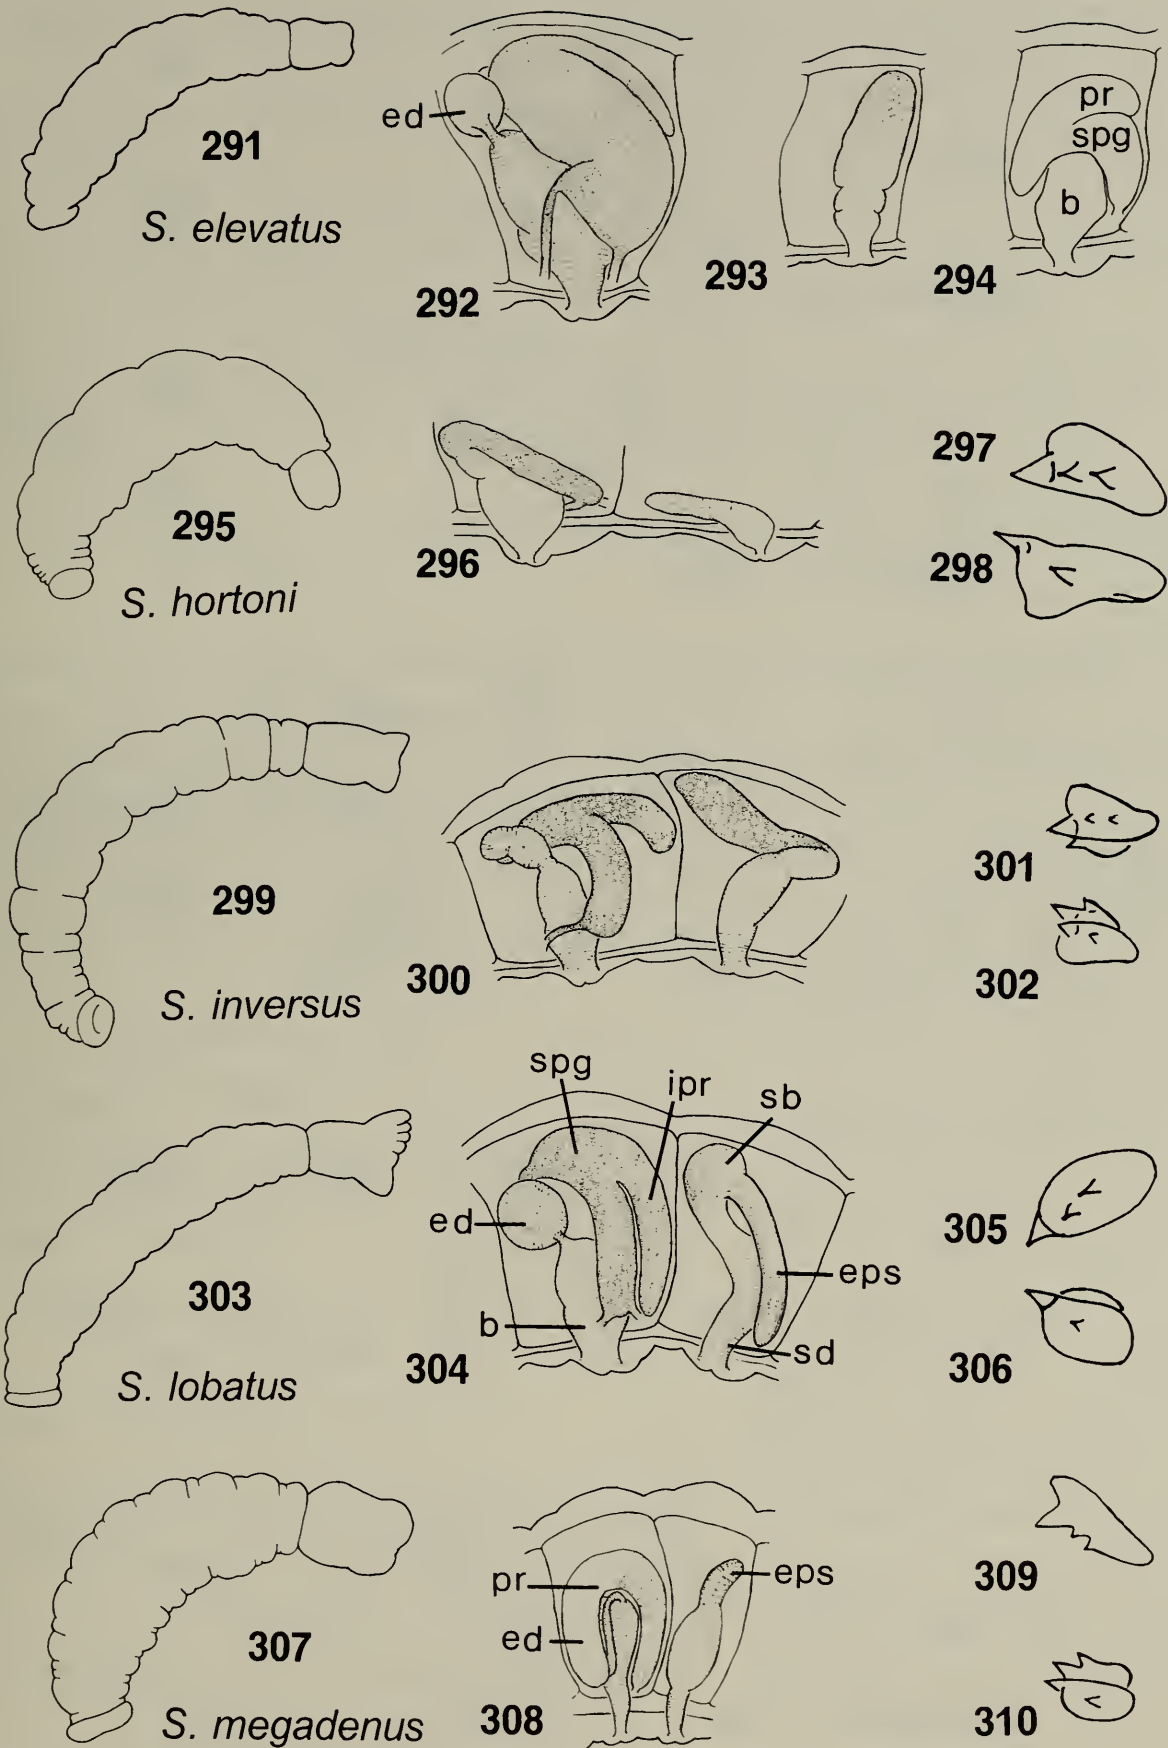 291
S. elevatus
ed
292
293
pr
spg
b
294
295
S. hortoni
296
297
298
299
S. inversus
300
301
302
303
S. lobatus
spg
ipr
sb
ed
eps
b
sd
304
305
306
307
S. megadenus
pr
eps
ed
308
309
310